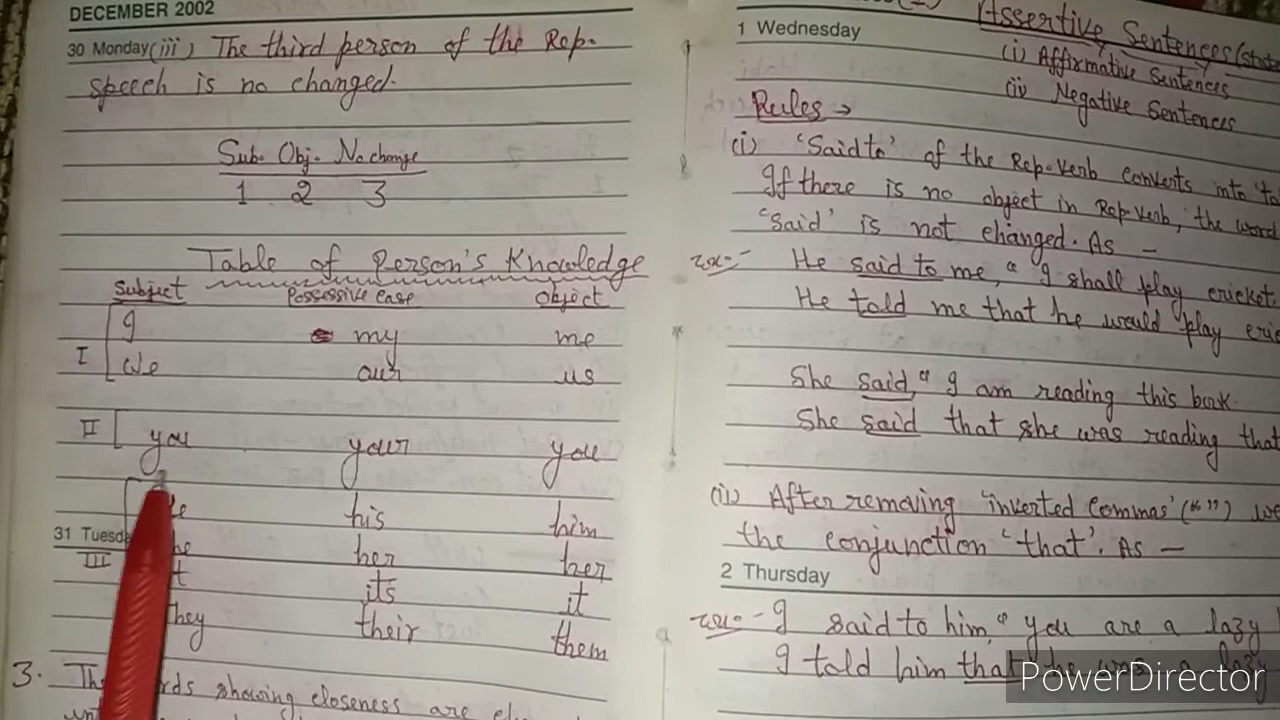 DECEMBER 2002
30 Monday (iii) The third person of the Rep.
speech is no changed.
Sub. Obj. No change
1 2 3
Table of Person's Knowledge
Subject Possessive case Object
I my me
I We our us
II you your you
his him
her her
III its it
they their them
31 Tuesday
3. showing closeness are
1 Wednesday
Assertive Sentences
(i) Affirmative Sentences
(ii) Negative Sentences
Rules →
(i) 'Said to' of the Rep. verb converts into
If there is no object in Rep. verb, the word
'said' is not changed. As –
He said to me, "I shall play cricket.
He told me that he would play
She said, "I am reading this book.
She said that she was reading that
(ii) After removing 'inverted commas' (" ")
the conjunction 'that'. As –
2 Thursday
I said to him, "you are a lazy
I told him that he was a lazy
PowerDirector